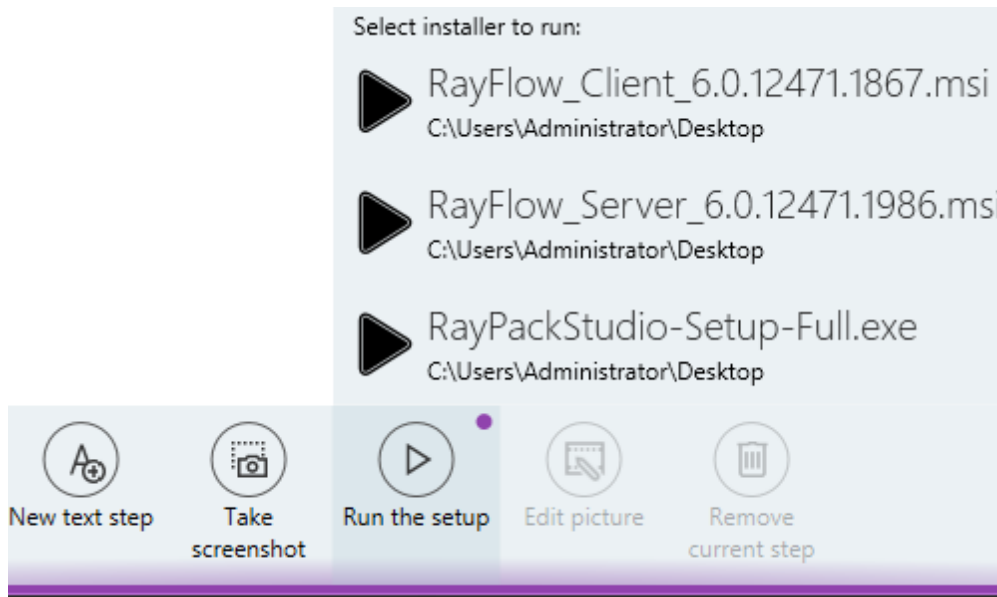 Select installer to run:
RayFlow_Client_6.0.12471.1867.msi
C:\Users\Administrator\Desktop
RayFlow_Server_6.0.12471.1986.msi
C:\Users\Administrator\Desktop
RayPackStudio-Setup-Full.exe
C:\Users\Administrator\Desktop
New text step
Take
screenshot
Run the setup
Edit picture
Remove
current step